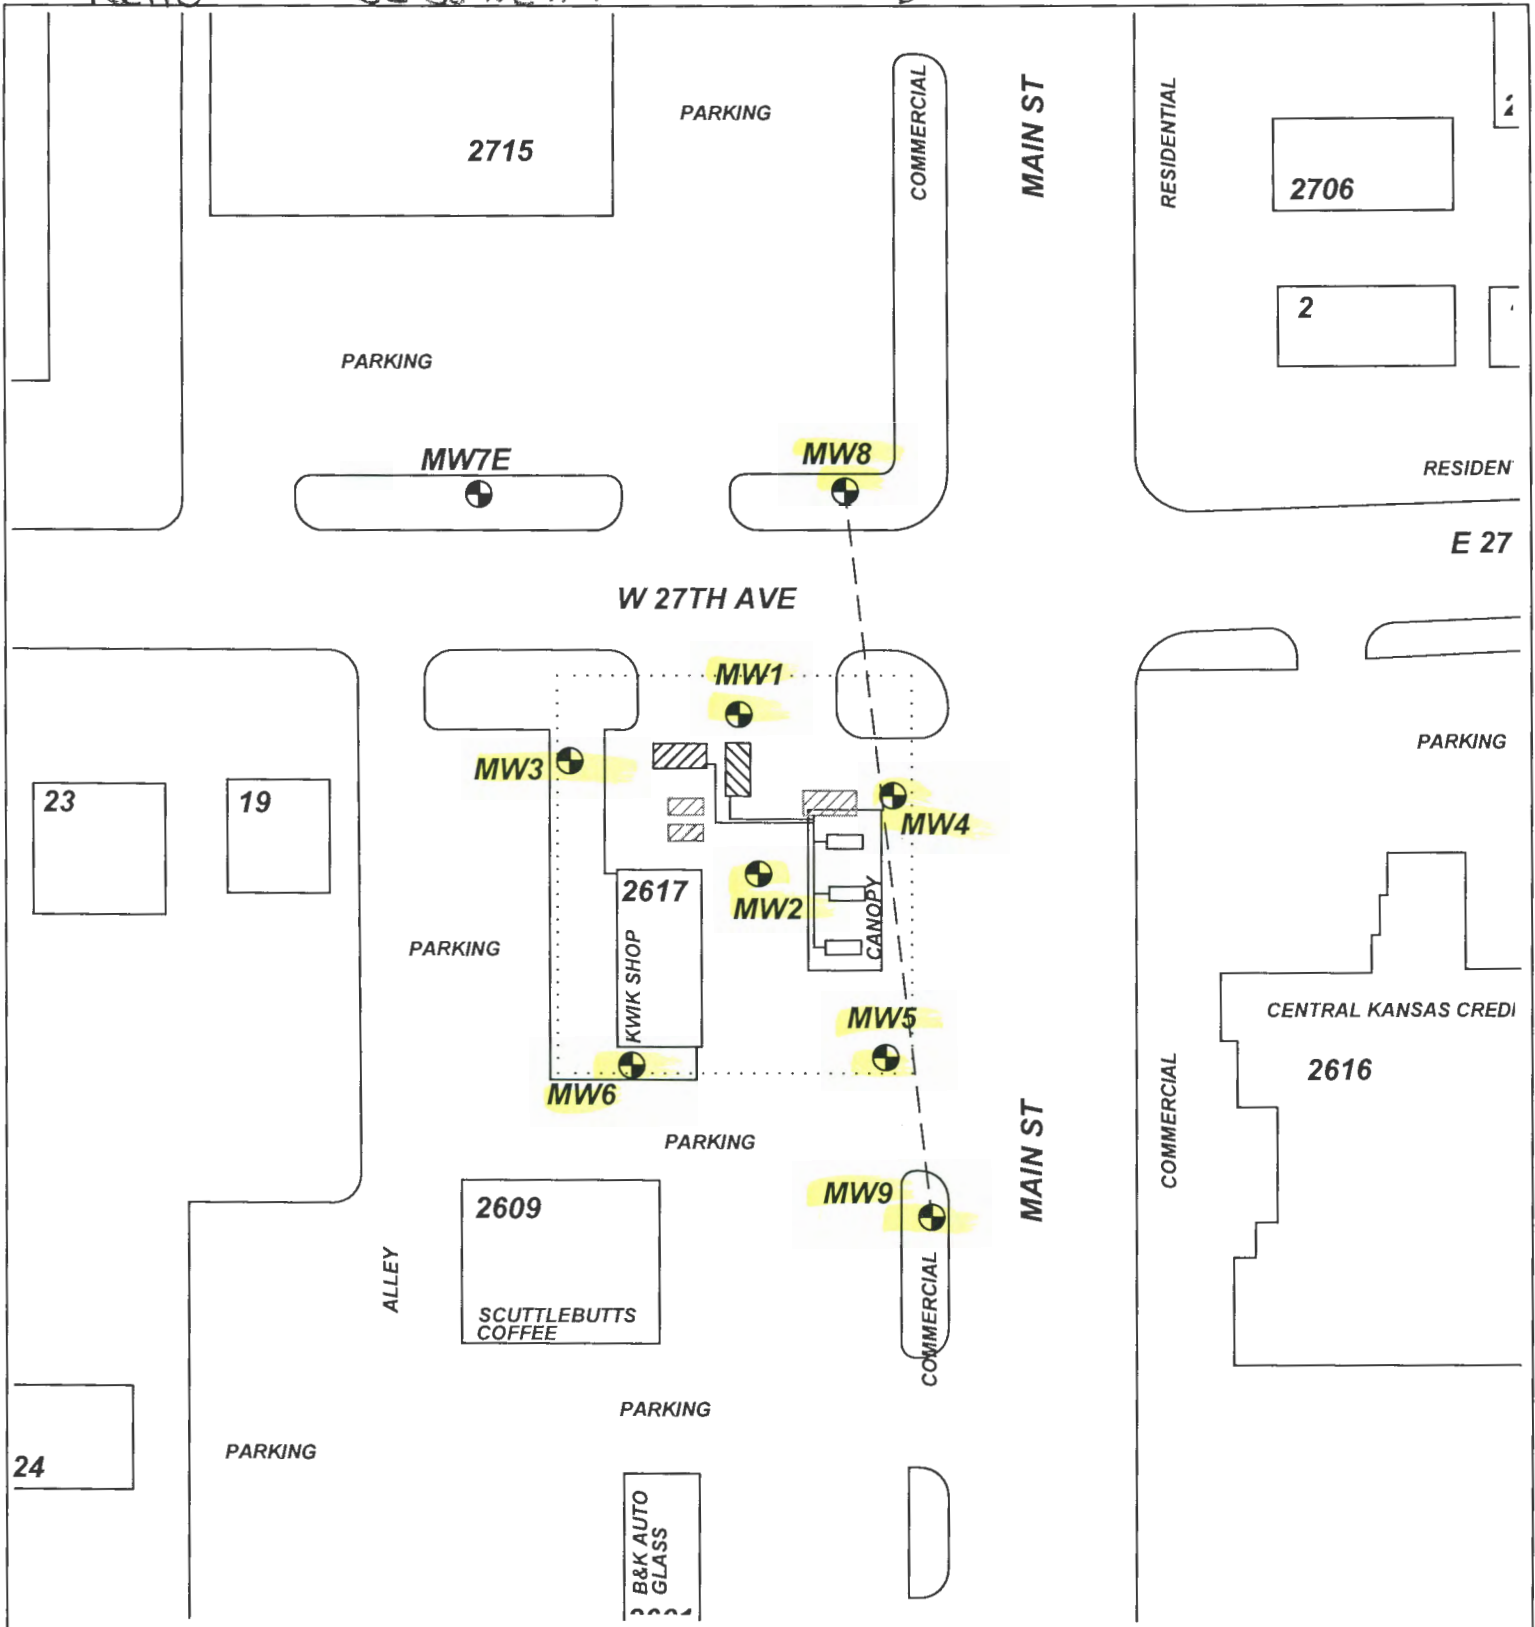 PARKING
COMMERCIAL
MAIN ST
RESIDENTIAL
2715
2706
2
PARKING
MW7E
MW8
RESIDEN
E 27
W 27TH AVE
MW1
MW3
PARKING
23
19
MW4
2617
MW2
CANOPY
KWIK SHOP
PARKING
CENTRAL KANSAS CREDI
MW5
2616
MW6
COMMERCIAL
MAIN ST
PARKING
MW9
2609
ALLEY
SCUTTLEBUTTS
COFFEE
COMMERCIAL
PARKING
PARKING
24
B&K AUTO
GLASS